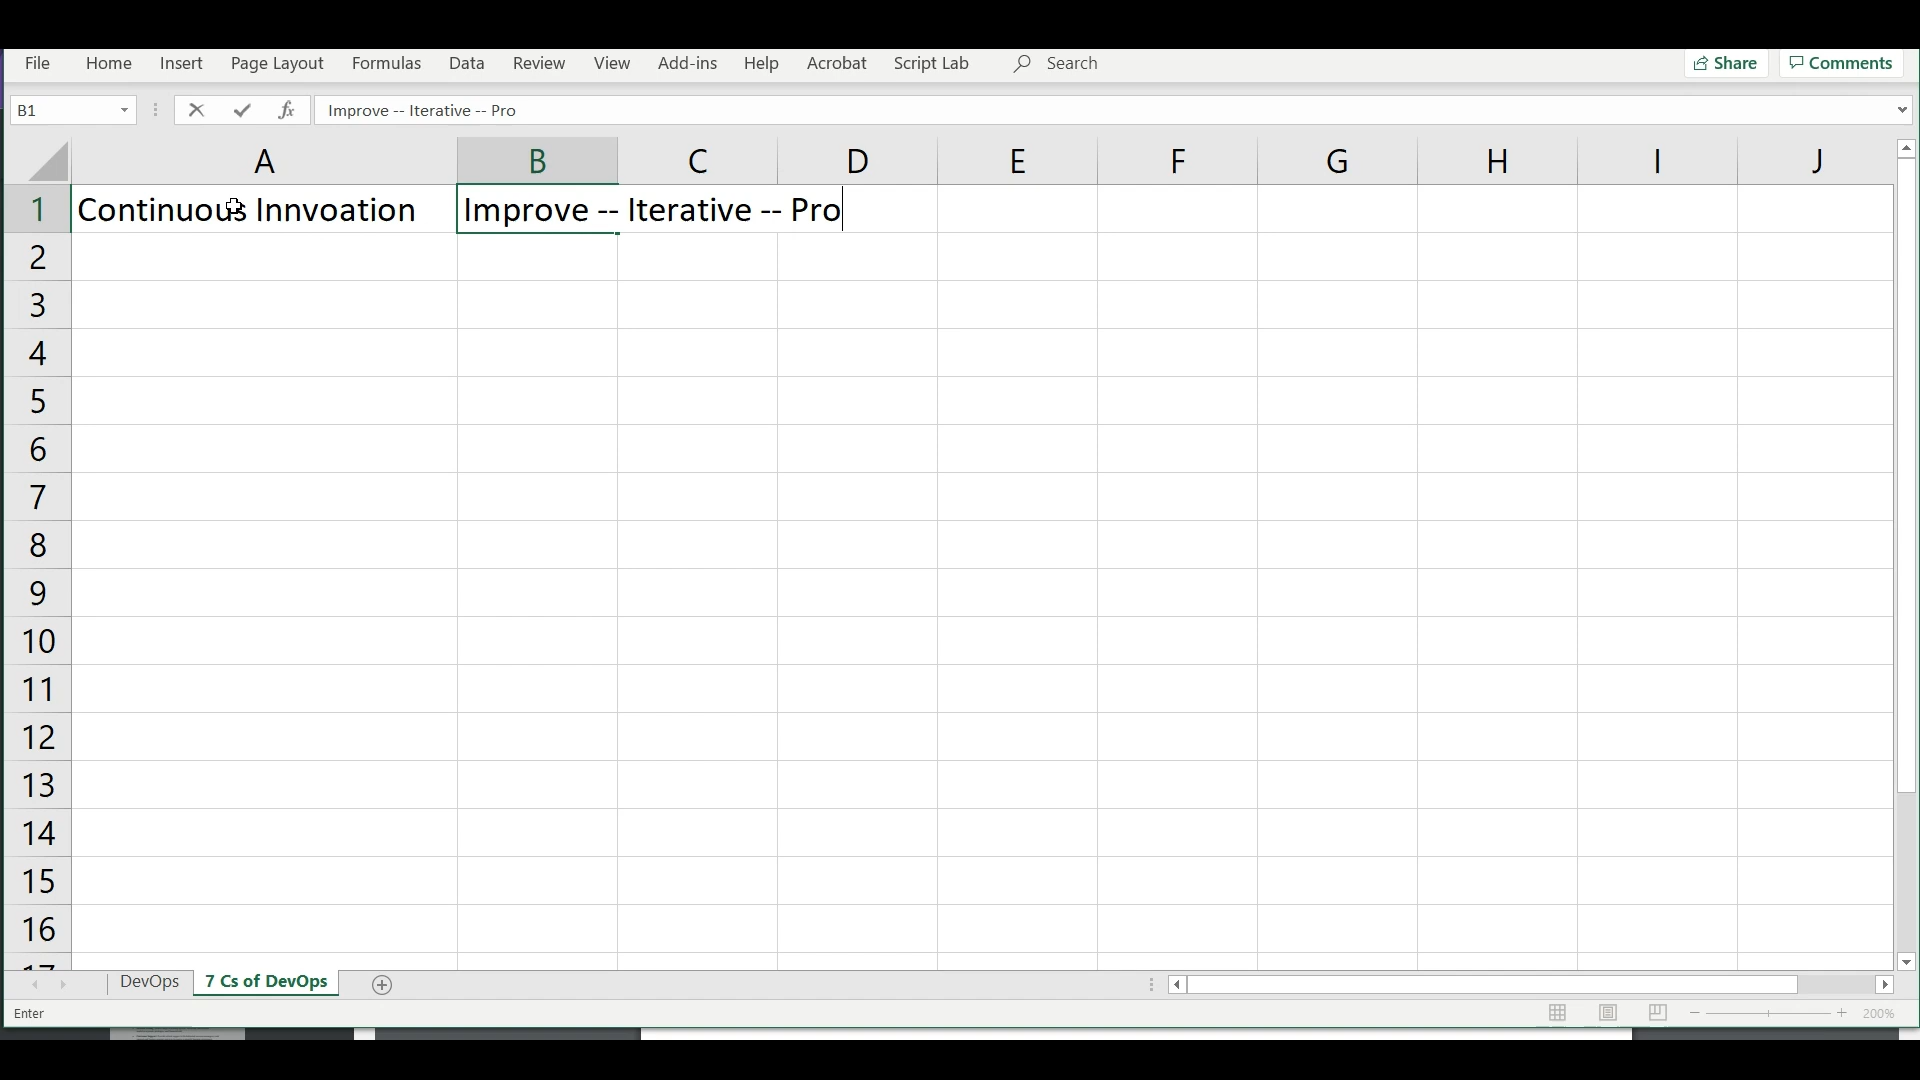 File Home Insert Page Layout Formulas Data Review View Add-ins Help Acrobat Script Lab Search Share Comments
B1 fx Improve -- Iterative -- Pro
A B C D E F G H I J
1 Continuous Innvoation Improve -- Iterative -- Pro
2
3
4
5
6
7
8
9
10
11
12
13
14
15
16
17
DevOps 7 Cs of DevOps
Enter 200%